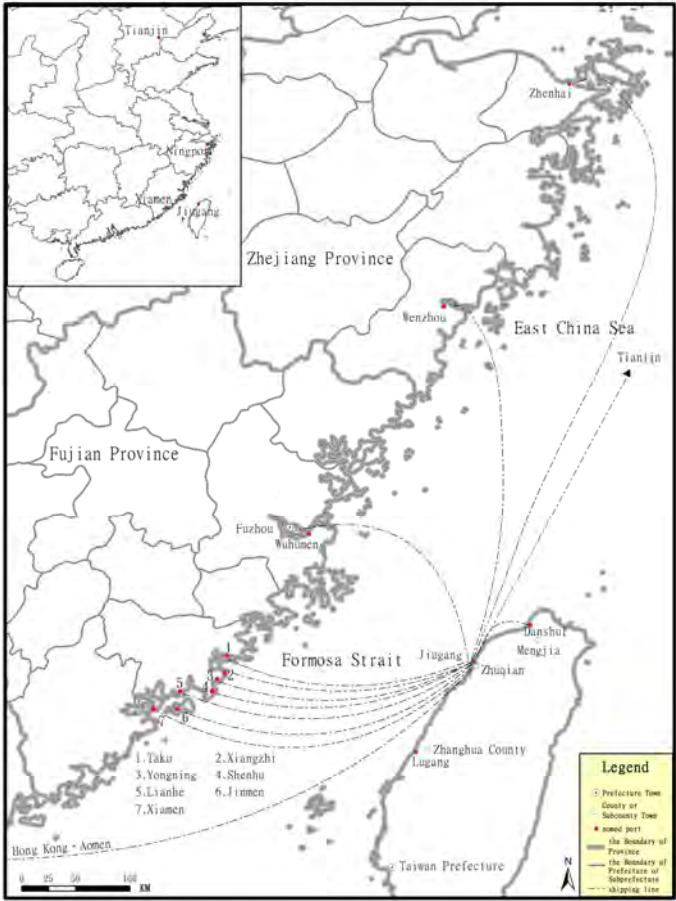 Tianjin
Ningpo
Xiamen
Jiugang
Zhenhai
Zhejiang Province
Wenzhou
East China Sea
Tianjin
Fujian Province
Fuzhou
Wuhumen
Danshui
Mengjia
Jiugang
Zhuqian
Formosa Strait
1
2
3
4
5
6
7
1.Taku 2.Xiangzhi
3.Yongning 4.Shenhu
5.Lianhe 6.Jinmen
7.Xiamen
Zhanghua County
Lugang
Hong Kong·Aomen
Taiwan Prefecture
0 25 50 100
KM
N
Legend
Prefecture Town
County or
Subcounty Town
nomed port
the Boundary of
Province
the Boundary of
Prefecture or
Subprefecture
shipping line